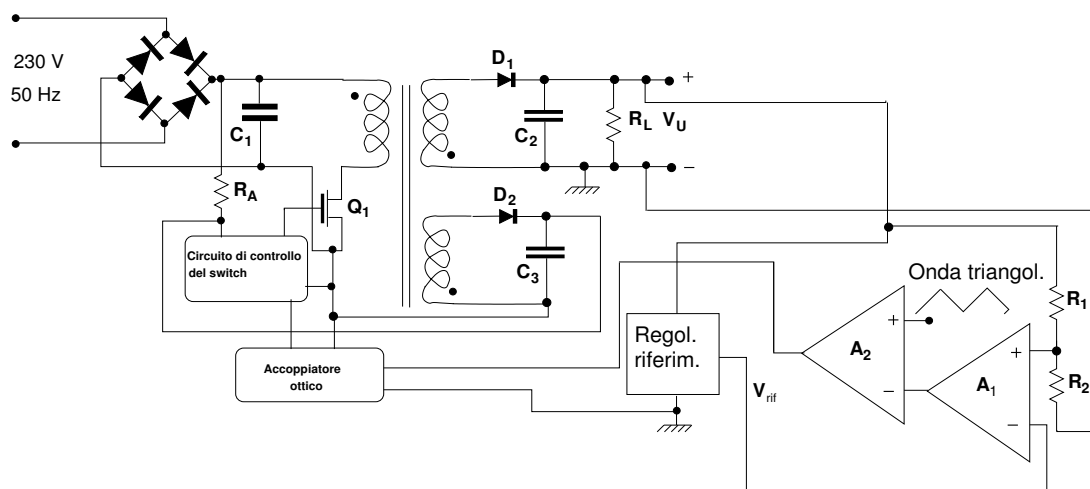 230 V
50 Hz
C1
RA
Q1
D1
C2
RL
VU
+
−
D2
C3
Circuito di controllo
del switch
Accoppiatore
ottico
Regol.
riferim.
Vrif
Onda triangol.
+
−
A2
+
−
A1
R1
R2